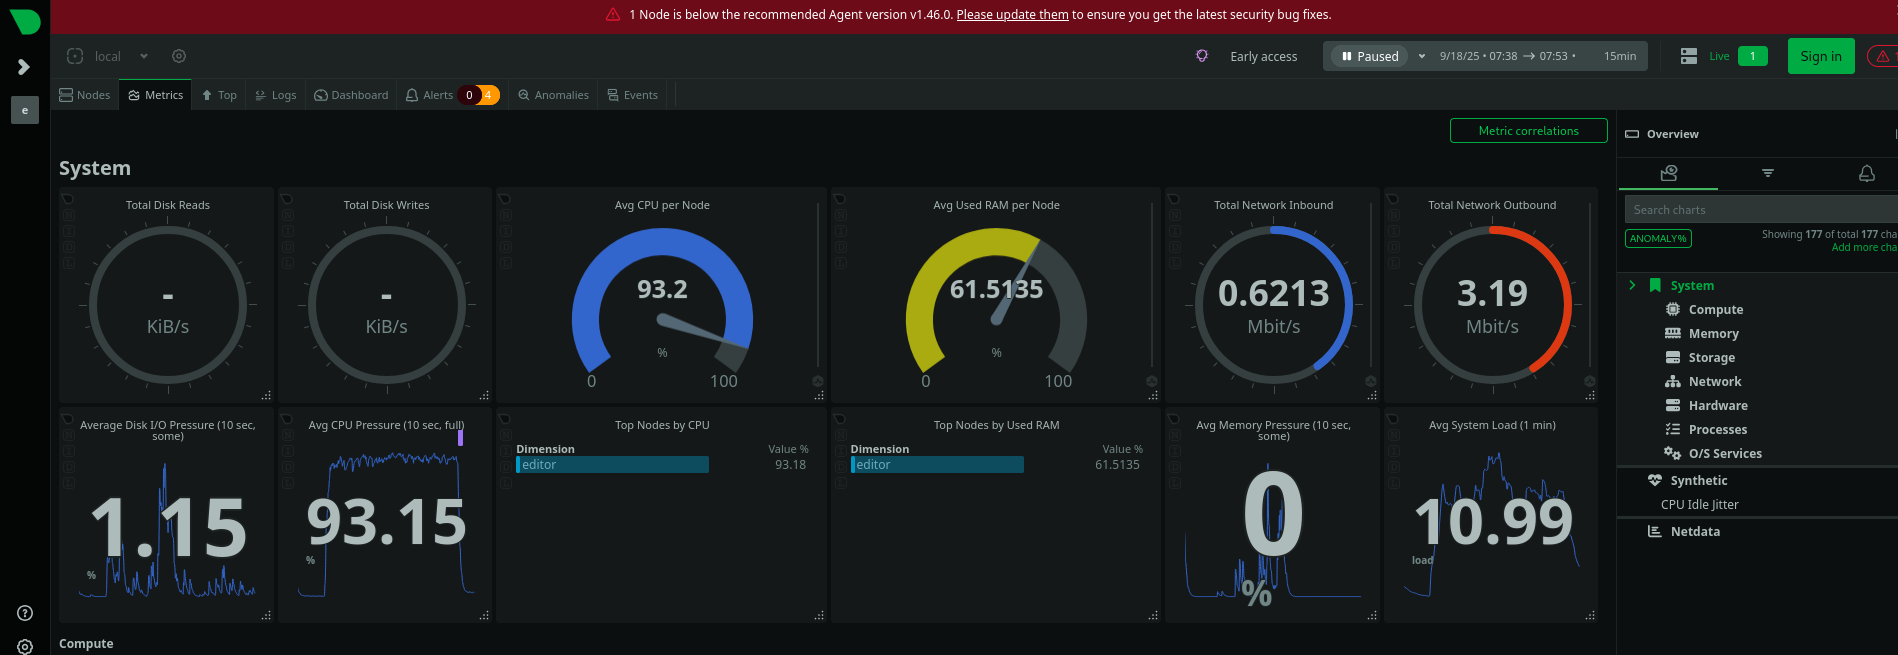 1 Node is below the recommended Agent version v1.46.0. Please update them to ensure you get the latest security bug fixes.
local
Early access
Paused
9/18/25 • 07:38 → 07:53 • 15min
Live
1
Sign in
e
Nodes
Metrics
Top
Logs
Dashboard
Alerts 0 4
Anomalies
Events
Metric correlations
System
Total Disk Reads
-
KiB/s
Total Disk Writes
-
KiB/s
Avg CPU per Node
93.2
%
0 100
Avg Used RAM per Node
61.5135
%
0 100
Total Network Inbound
0.6213
Mbit/s
Total Network Outbound
3.19
Mbit/s
Average Disk I/O Pressure (10 sec,
some)
1.15
%
Avg CPU Pressure (10 sec, full)
93.15
%
Top Nodes by CPU
Dimension Value %
editor 93.18
Top Nodes by Used RAM
Dimension Value %
editor 61.5135
Avg Memory Pressure (10 sec,
some)
0
%
Avg System Load (1 min)
10.99
load
Compute
Overview
Search charts
ANOMALY%
Showing 177 of total 177 cha
Add more cha
System
Compute
Memory
Storage
Network
Hardware
Processes
O/S Services
Synthetic
CPU Idle Jitter
Netdata